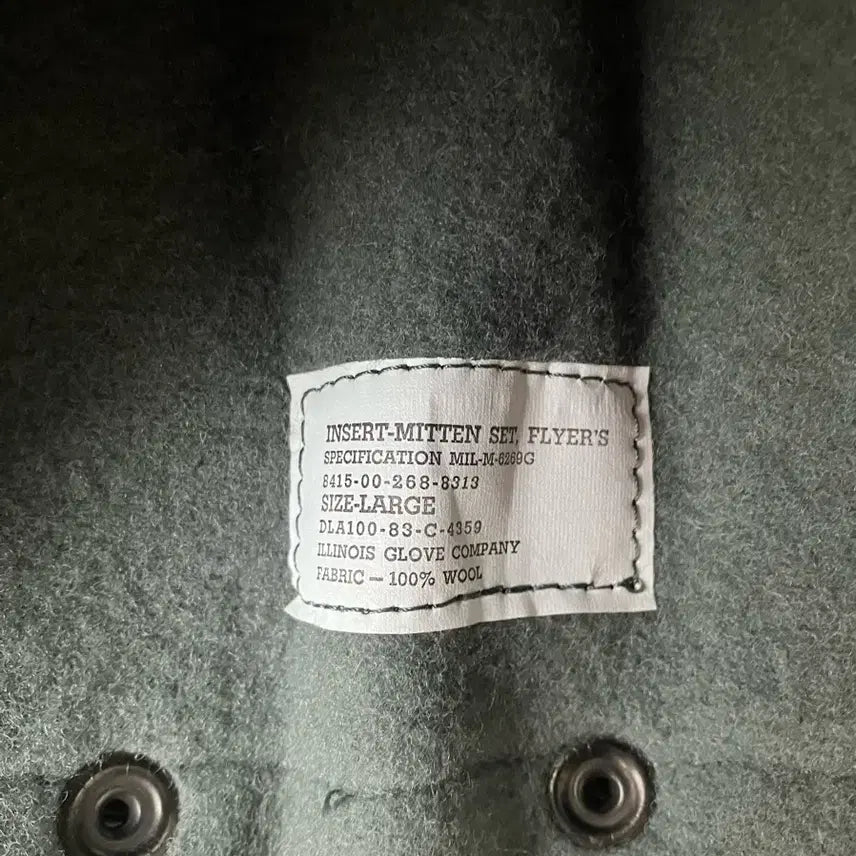 INSERT-MITTEN SET, FLYER'S
SPECIFICATION MIL-M-6269G
8415-00-268-8313
SIZE-LARGE
DLA100-83-C-4359
ILLINOIS GLOVE COMPANY
FABRIC — 100% WOOL